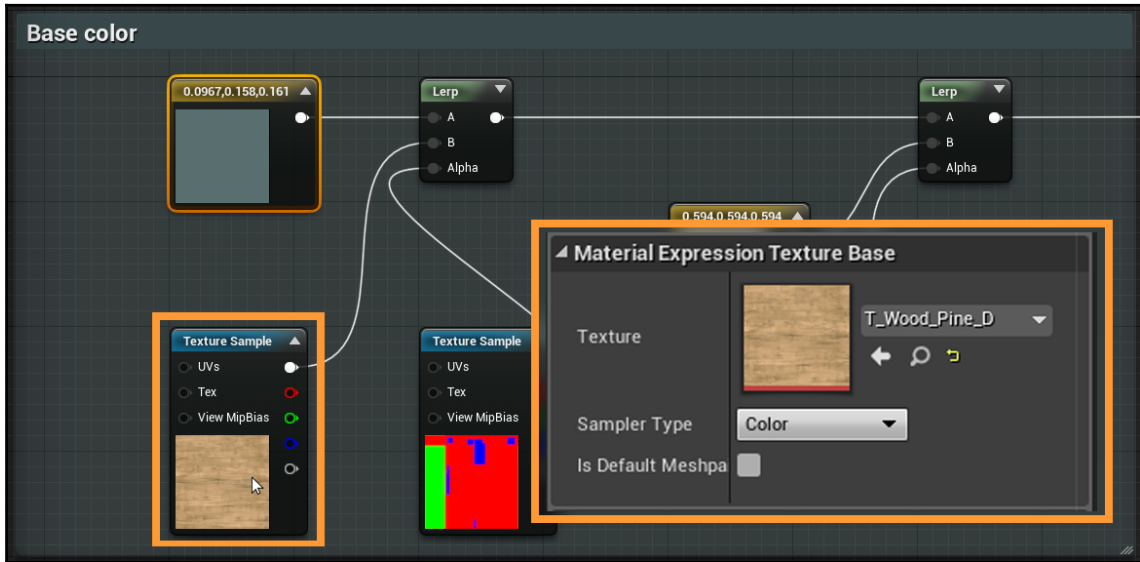 Base color
0.0967,0.158,0.161
Lerp
A
B
Alpha
Lerp
A
B
Alpha
0.594,0.594,0.594
Texture Sample
UVs
Tex
View MipBias
Texture Sample
UVs
Tex
View MipBias
Material Expression Texture Base
Texture
T_Wood_Pine_D
Sampler Type
Color
Is Default Meshpa